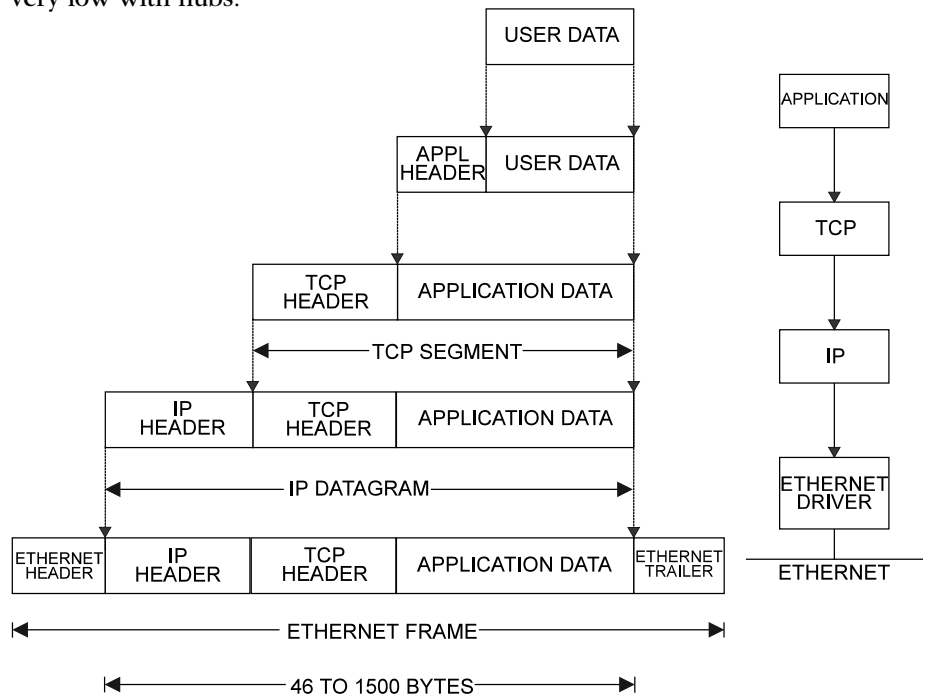 very low with hubs.
USER DATA
APPLICATION
APPL
HEADER
USER DATA
TCP
TCP
HEADER
APPLICATION DATA
TCP SEGMENT
IP
IP
HEADER
TCP
HEADER
APPLICATION DATA
IP DATAGRAM
ETHERNET
DRIVER
ETHERNET
HEADER
IP
HEADER
TCP
HEADER
APPLICATION DATA
ETHERNET
TRAILER
ETHERNET
ETHERNET FRAME
46 TO 1500 BYTES